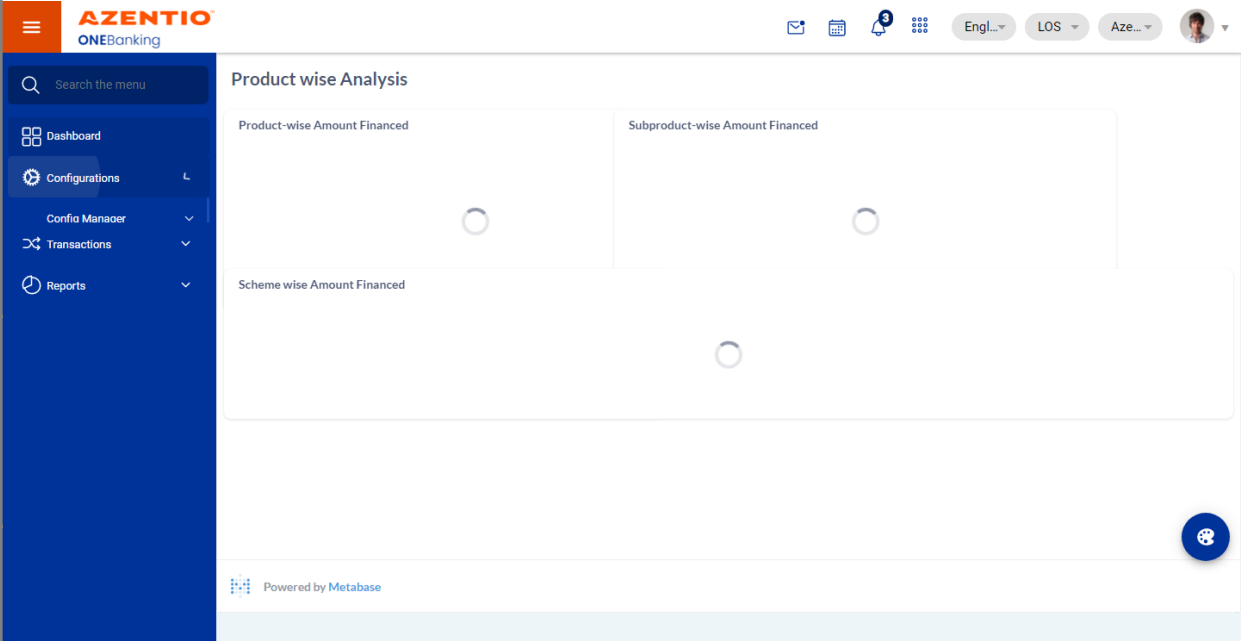 AZENTIO
ONEBanking
3
Engl...
LOS
Aze...
Search the menu
Dashboard
Configurations
Config Manager
Transactions
Reports
Product wise Analysis
Product-wise Amount Financed
Subproduct-wise Amount Financed
Scheme wise Amount Financed
Powered by Metabase